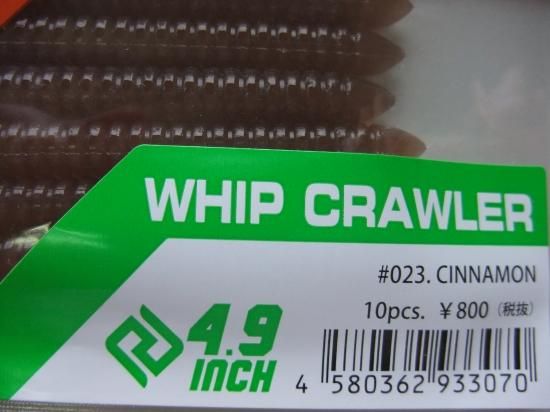 WHIP CRAWLER
#023. CINNAMON
10pcs. ￥800 (税抜)
4.9
INCH
4 580362 933070